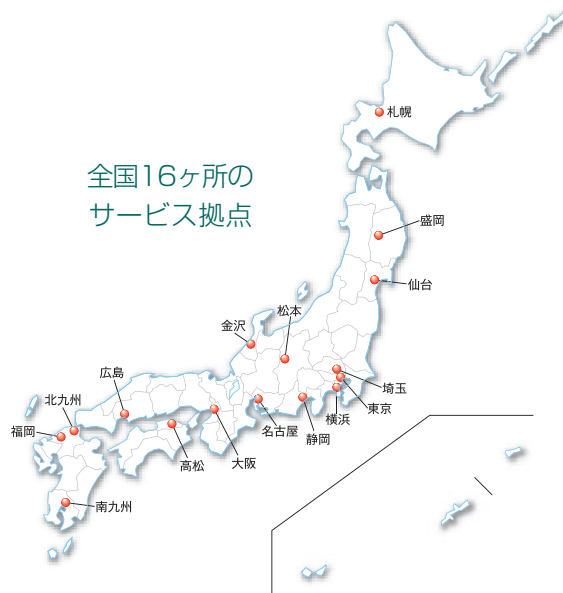 全国16ヶ所の
サービス拠点
札幌
盛岡
仙台
松本
金沢
広島
北九州
福岡
埼玉
東京
横浜
静岡
名古屋
大阪
高松
南九州